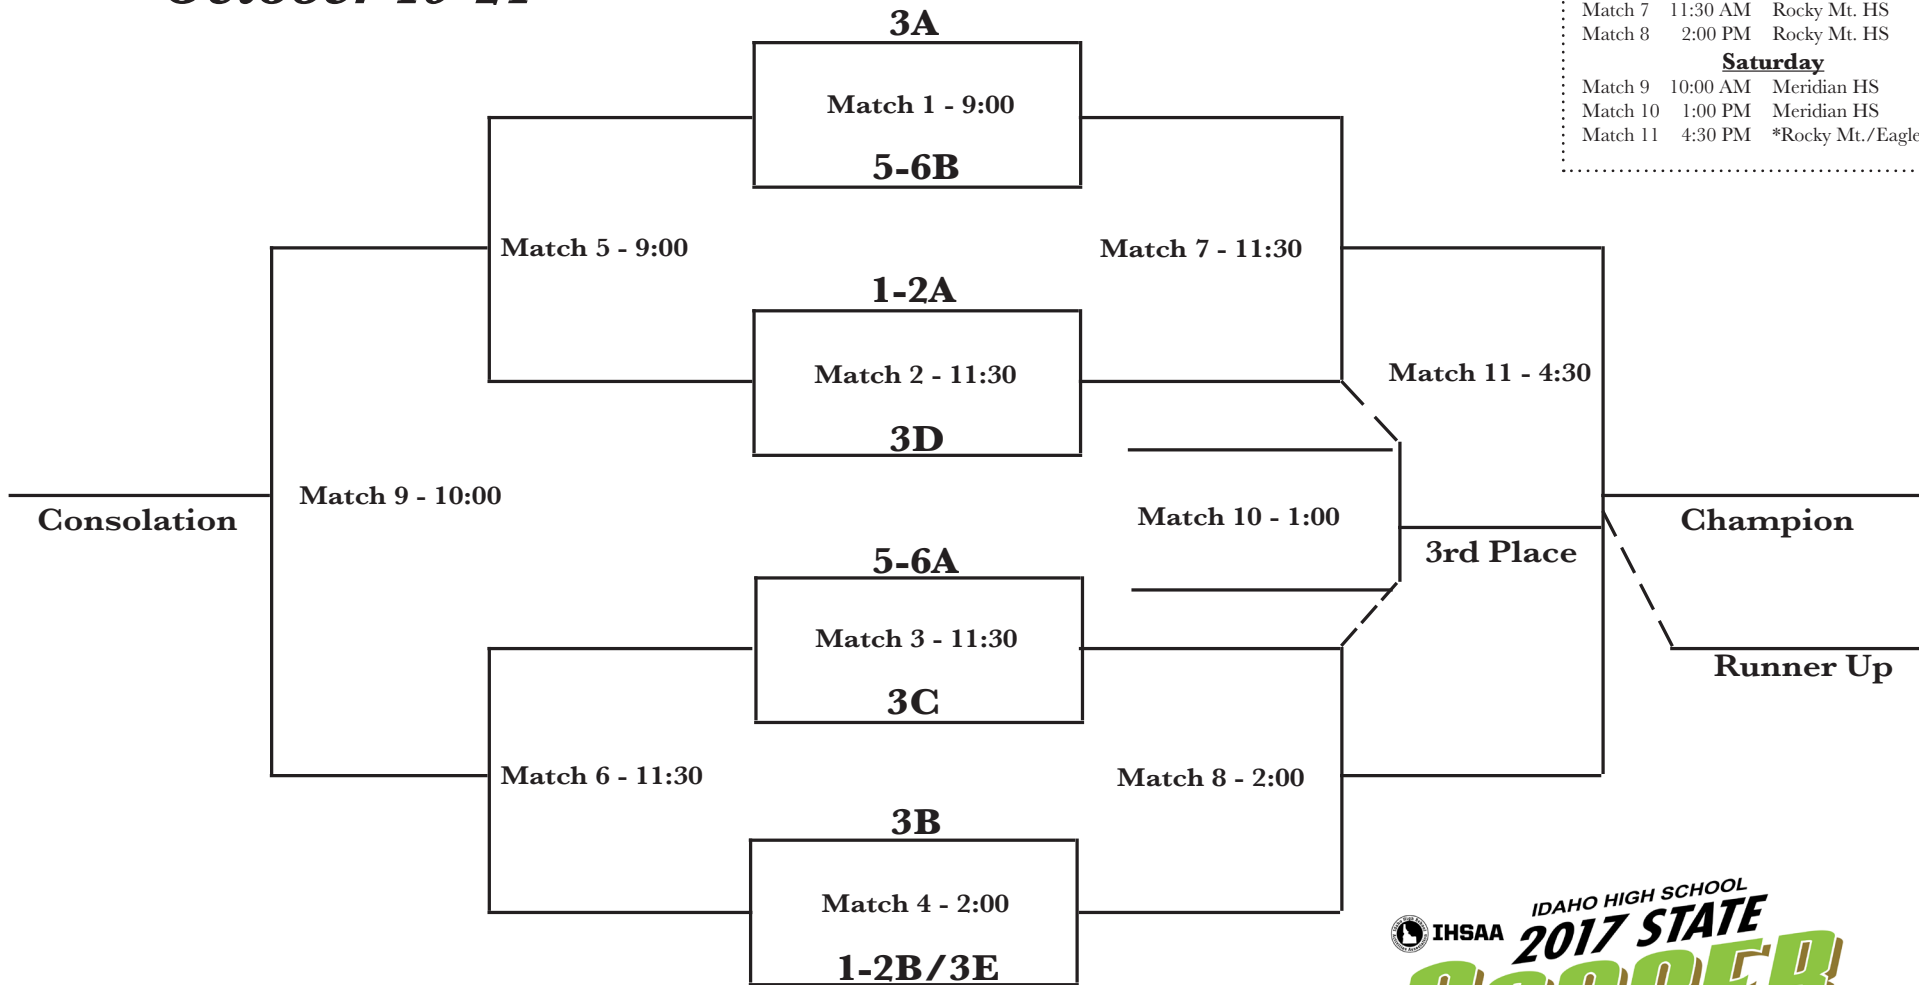 3A
Match 1 - 9:00
5-6B
Match 5 - 9:00
Match 7 - 11:30
1-2A
Match 2 - 11:30
3D
Match 11 - 4:30
Match 9 - 10:00
Consolation
Match 10 - 1:00
3rd Place
Champion
Runner Up
5-6A
Match 3 - 11:30
3C
Match 6 - 11:30
Match 8 - 2:00
3B
Match 4 - 2:00
1-2B/3E
Match 7 11:30 AM Rocky Mt. HS
Match 8 2:00 PM Rocky Mt. HS
Saturday
Match 9 10:00 AM Meridian HS
Match 10 1:00 PM Meridian HS
Match 11 4:30 PM *Rocky Mt./Eagle
IHSAA
IDAHO HIGH SCHOOL
2017 STATE
SOCCER